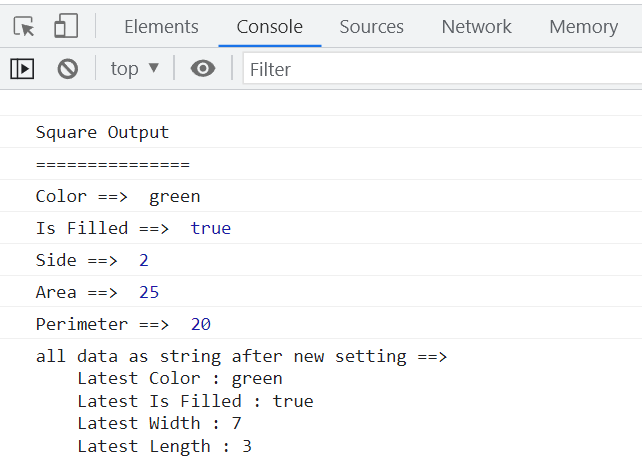 Elements Console Sources Network Memory
top ▼ Filter
Square Output
===============
Color ==>  green
Is Filled ==>  true
Side ==>  2
Area ==>  25
Perimeter ==>  20
all data as string after new setting ==>
    Latest Color : green
    Latest Is Filled : true
    Latest Width : 7
    Latest Length : 3